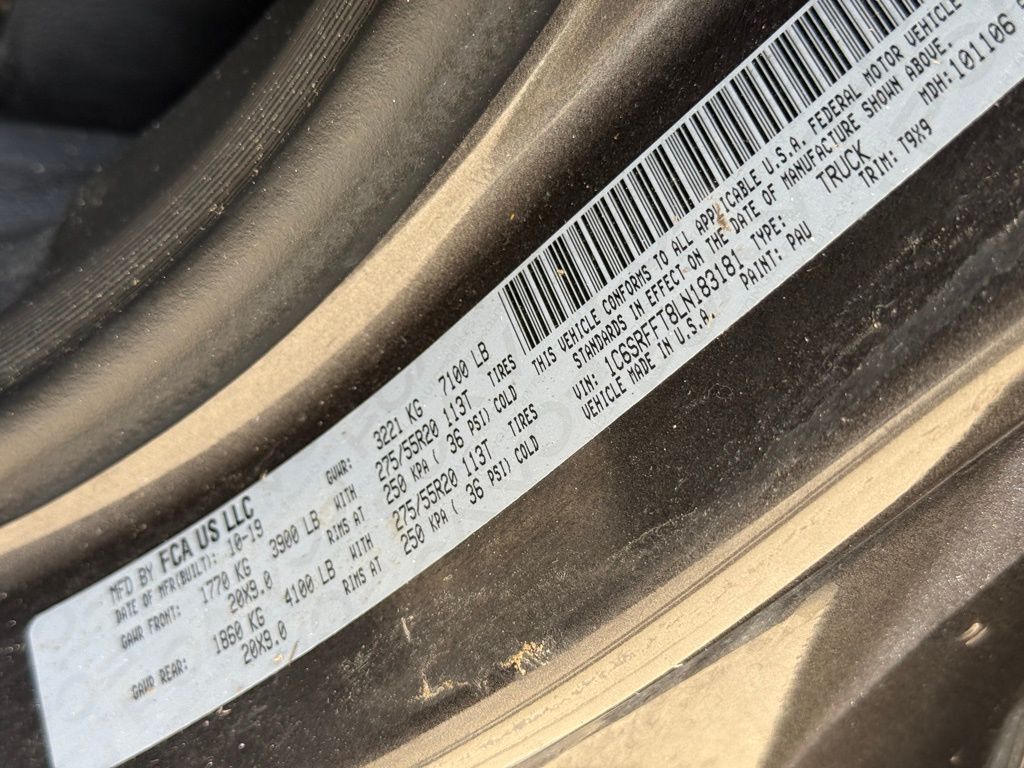 MFD BY FCA US LLC
DATE OF MFR(BUILT): 10-19 GVWR: 3221 KG 7100 LB
GAWR FRONT: 1770 KG 3900 LB WITH 275/55R20 113T TIRES
20X9.0 RIMS AT 250 KPA ( 36 PSI) COLD
GAWR REAR: 1860 KG 4100 LB WITH 275/55R20 113T TIRES
20X9.0 RIMS AT 250 KPA ( 36 PSI) COLD
THIS VEHICLE CONFORMS TO ALL APPLICABLE U.S.A. FEDERAL MOTOR VEHICLE
STANDARDS IN EFFECT ON THE DATE OF MANUFACTURE SHOWN ABOVE.
MDH: 101106
VIN: 1C6SRFFT8LN183181 TYPE: TRUCK
VEHICLE MADE IN U.S.A. PAINT: PAU TRIM: T9X9